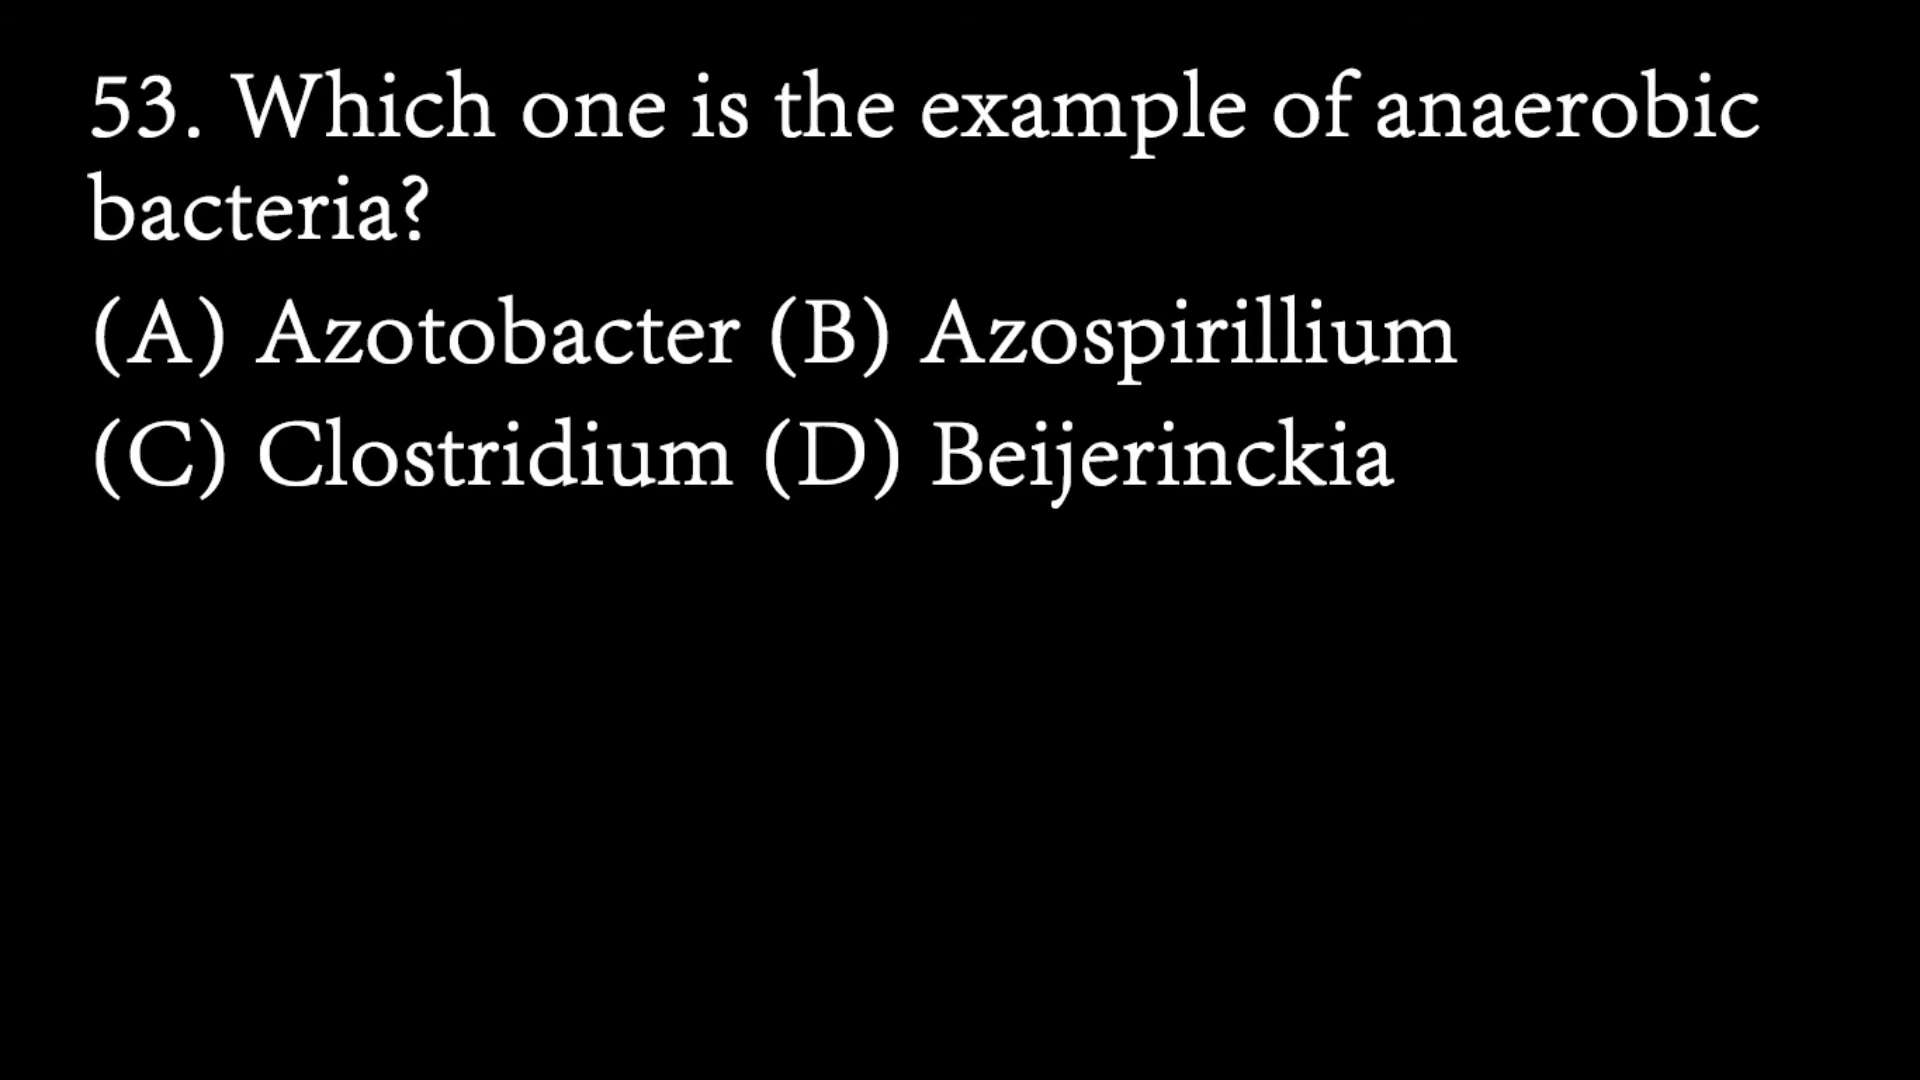 53. Which one is the example of anaerobic
bacteria?
(A) Azotobacter (B) Azospirillium
(C) Clostridium (D) Beijerinckia